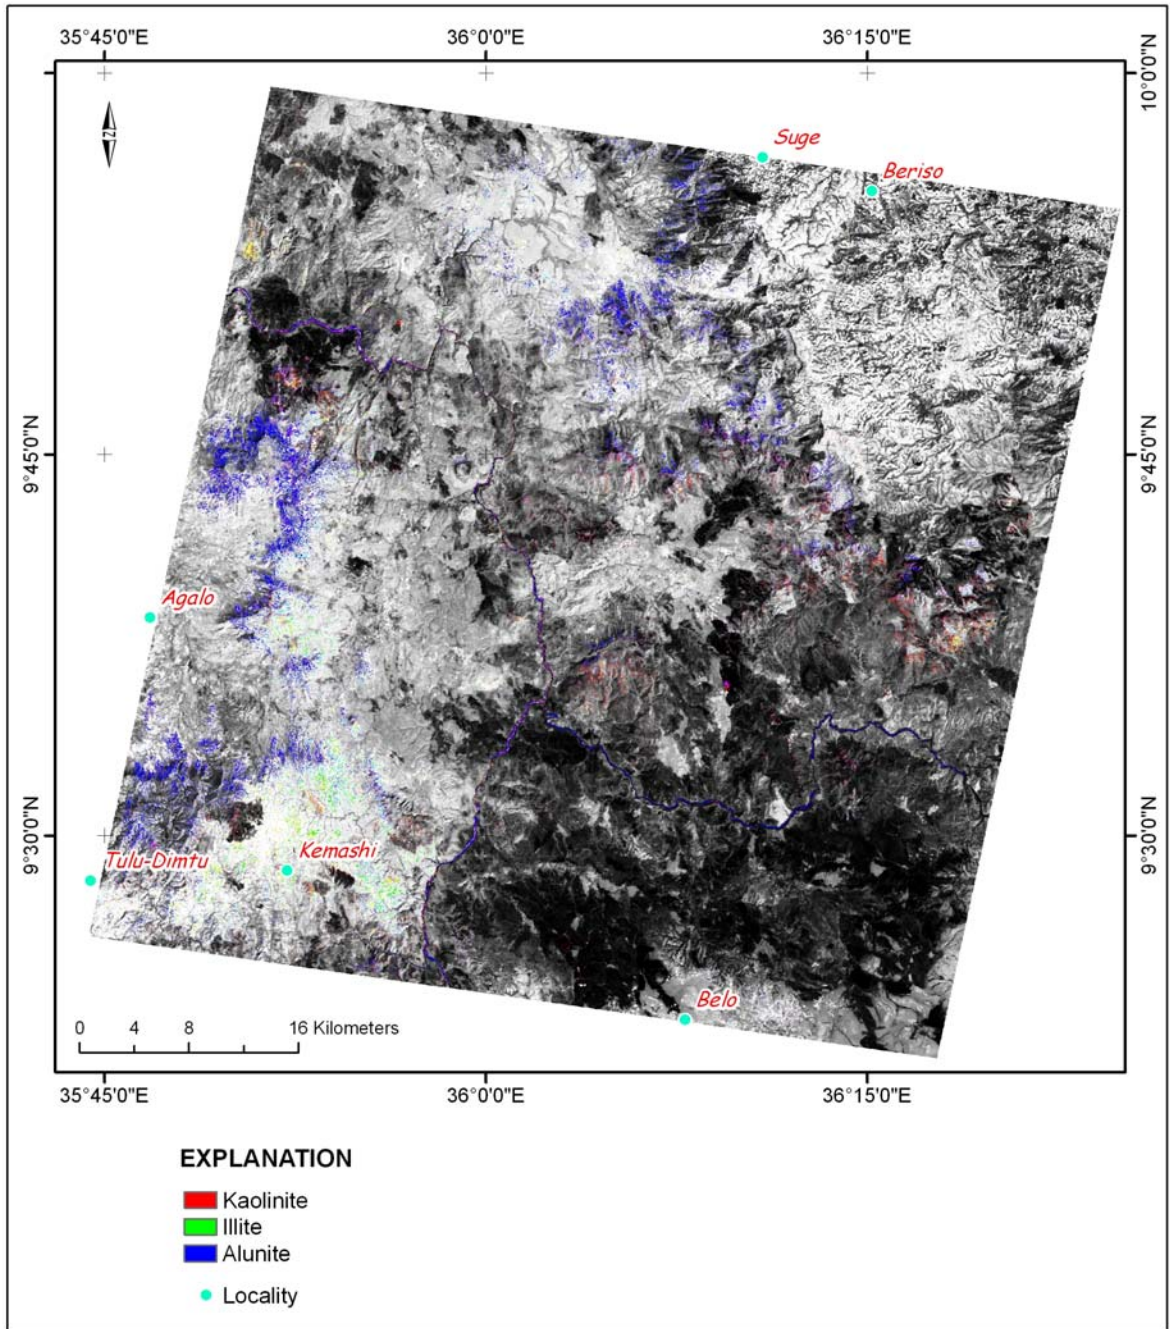 35°45'0"E 36°0'0"E 36°15'0"E
10°0'0"N
N
Suge
Beriso
9°45'0"N 9°45'0"N
Agalo
9°30'0"N 9°30'0"N
Tulu-Dimtu Kemashi
Belo
0 4 8 16 Kilometers
35°45'0"E 36°0'0"E 36°15'0"E
EXPLANATION
Kaolinite
Illite
Alunite
Locality